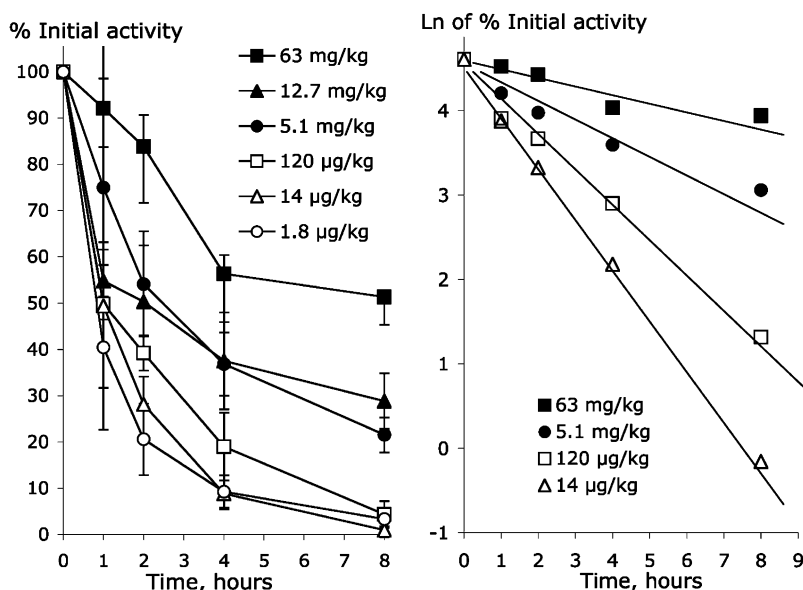 % Initial activity
100
90
80
70
60
50
40
30
20
10
0
0 1 2 3 4 5 6 7 8
Time, hours
63 mg/kg
12.7 mg/kg
5.1 mg/kg
120 µg/kg
14 µg/kg
1.8 µg/kg
Ln of % Initial activity
4
3
2
1
0
-1
0 1 2 3 4 5 6 7 8 9
Time, hours
63 mg/kg
5.1 mg/kg
120 µg/kg
14 µg/kg